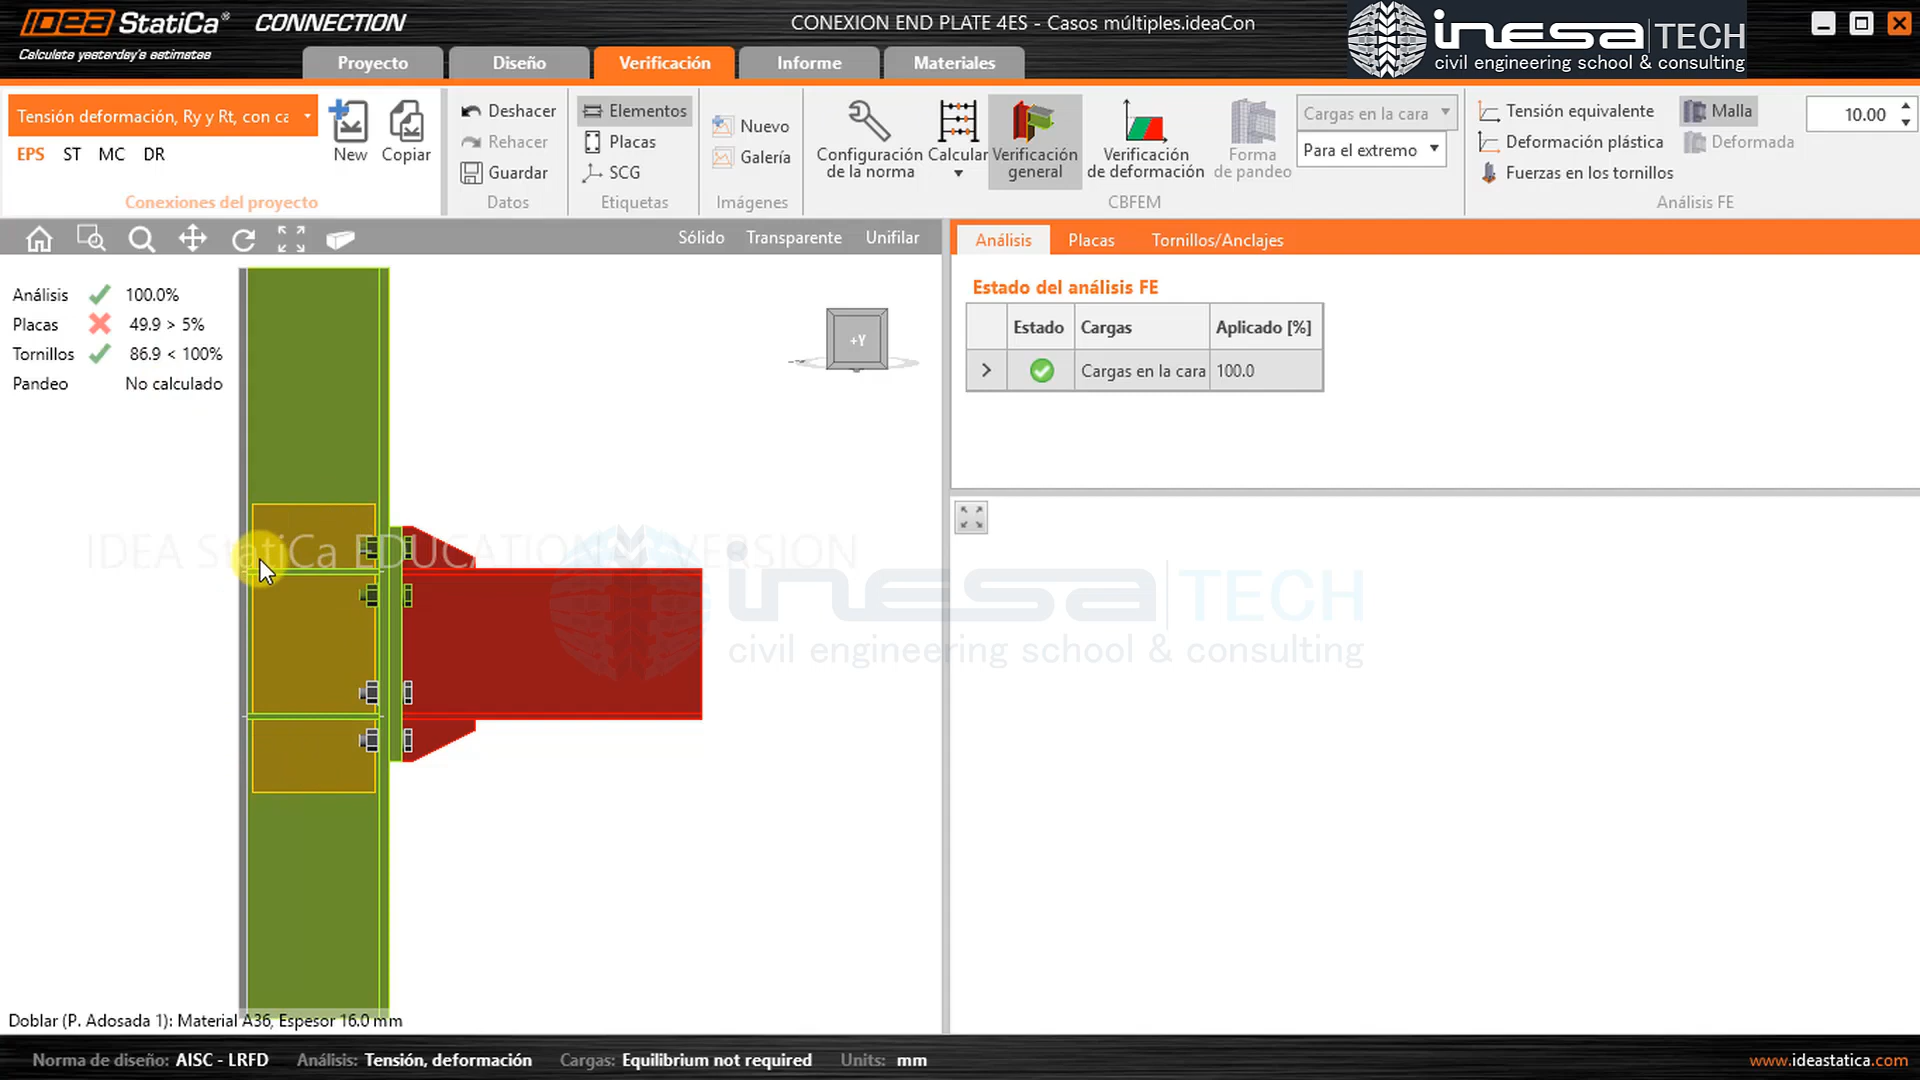 IDEA StatiCa® CONNECTION
Calculate yesterday's estimates
CONEXION END PLATE 4ES - Casos múltiples.ideaCon
inesa TECH
civil engineering school & consulting
Proyecto
Diseño
Verificación
Informe
Materiales
Tensión deformación, Ry y Rt, con ca
EPS ST MC DR
New
Copiar
Conexiones del proyecto
Deshacer
Rehacer
Guardar
Datos
Elementos
Placas
SCG
Etiquetas
Nuevo
Galería
Imágenes
Configuración
de la norma
Calcular
Verificación
general
Verificación
de deformación
Forma
de pandeo
Cargas en la cara
Para el extremo
CBFEM
Tensión equivalente
Deformación plástica
Fuerzas en los tornillos
Malla
Deformada
10.00
Análisis FE
Sólido Transparente Unifilar
Análisis 100.0%
Placas 49.9 > 5%
Tornillos 86.9 < 100%
Pandeo No calculado
+Y
IDEA StatiCa EDUCATIONAL VERSION
inesa TECH
civil engineering school & consulting
Doblar (P. Adosada 1): Material A36, Espesor 16.0 mm
Análisis Placas Tornillos/Anclajes
Estado del análisis FE
Estado Cargas Aplicado [%]
> Cargas en la cara 100.0
Norma de diseño: AISC - LRFD Análisis: Tensión, deformación Cargas: Equilibrium not required Units: mm
www.ideastatica.com